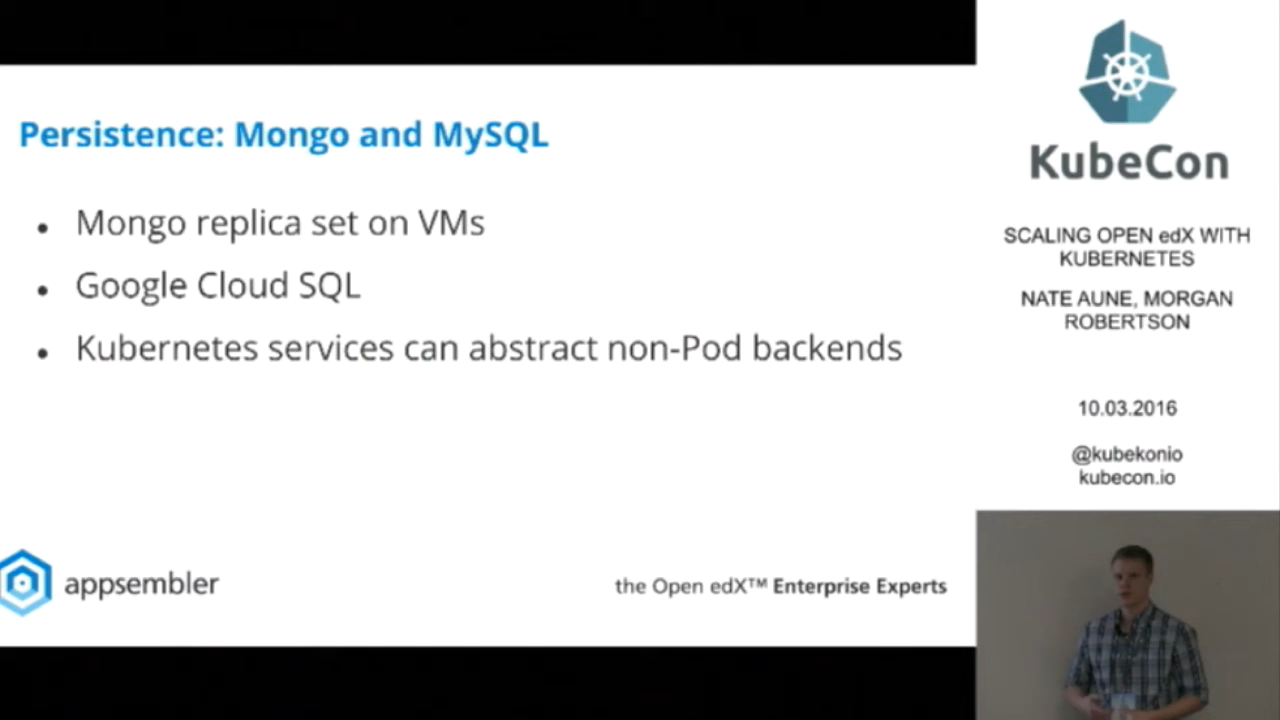 Persistence: Mongo and MySQL
• Mongo replica set on VMs
• Google Cloud SQL
• Kubernetes services can abstract non-Pod backends
appsembler
the Open edX™ Enterprise Experts
KubeCon
SCALING OPEN edX WITH
KUBERNETES
NATE AUNE, MORGAN
ROBERTSON
10.03.2016
@kubekonio
kubecon.io